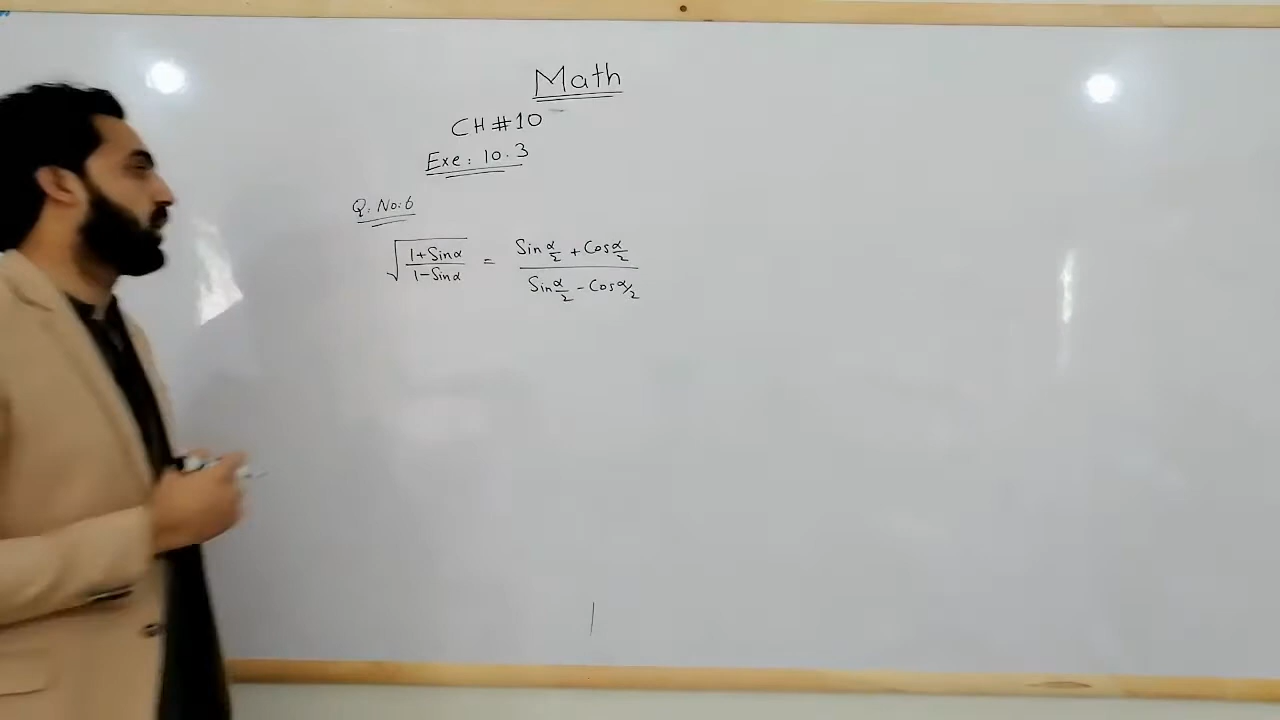 Math
CH#10
Exe: 10.3
Q.No.6
√((1+Sinα)/(1-Sinα)) = (Sin α/2 + Cos α/2)/(Sin α/2 - Cos α/2)